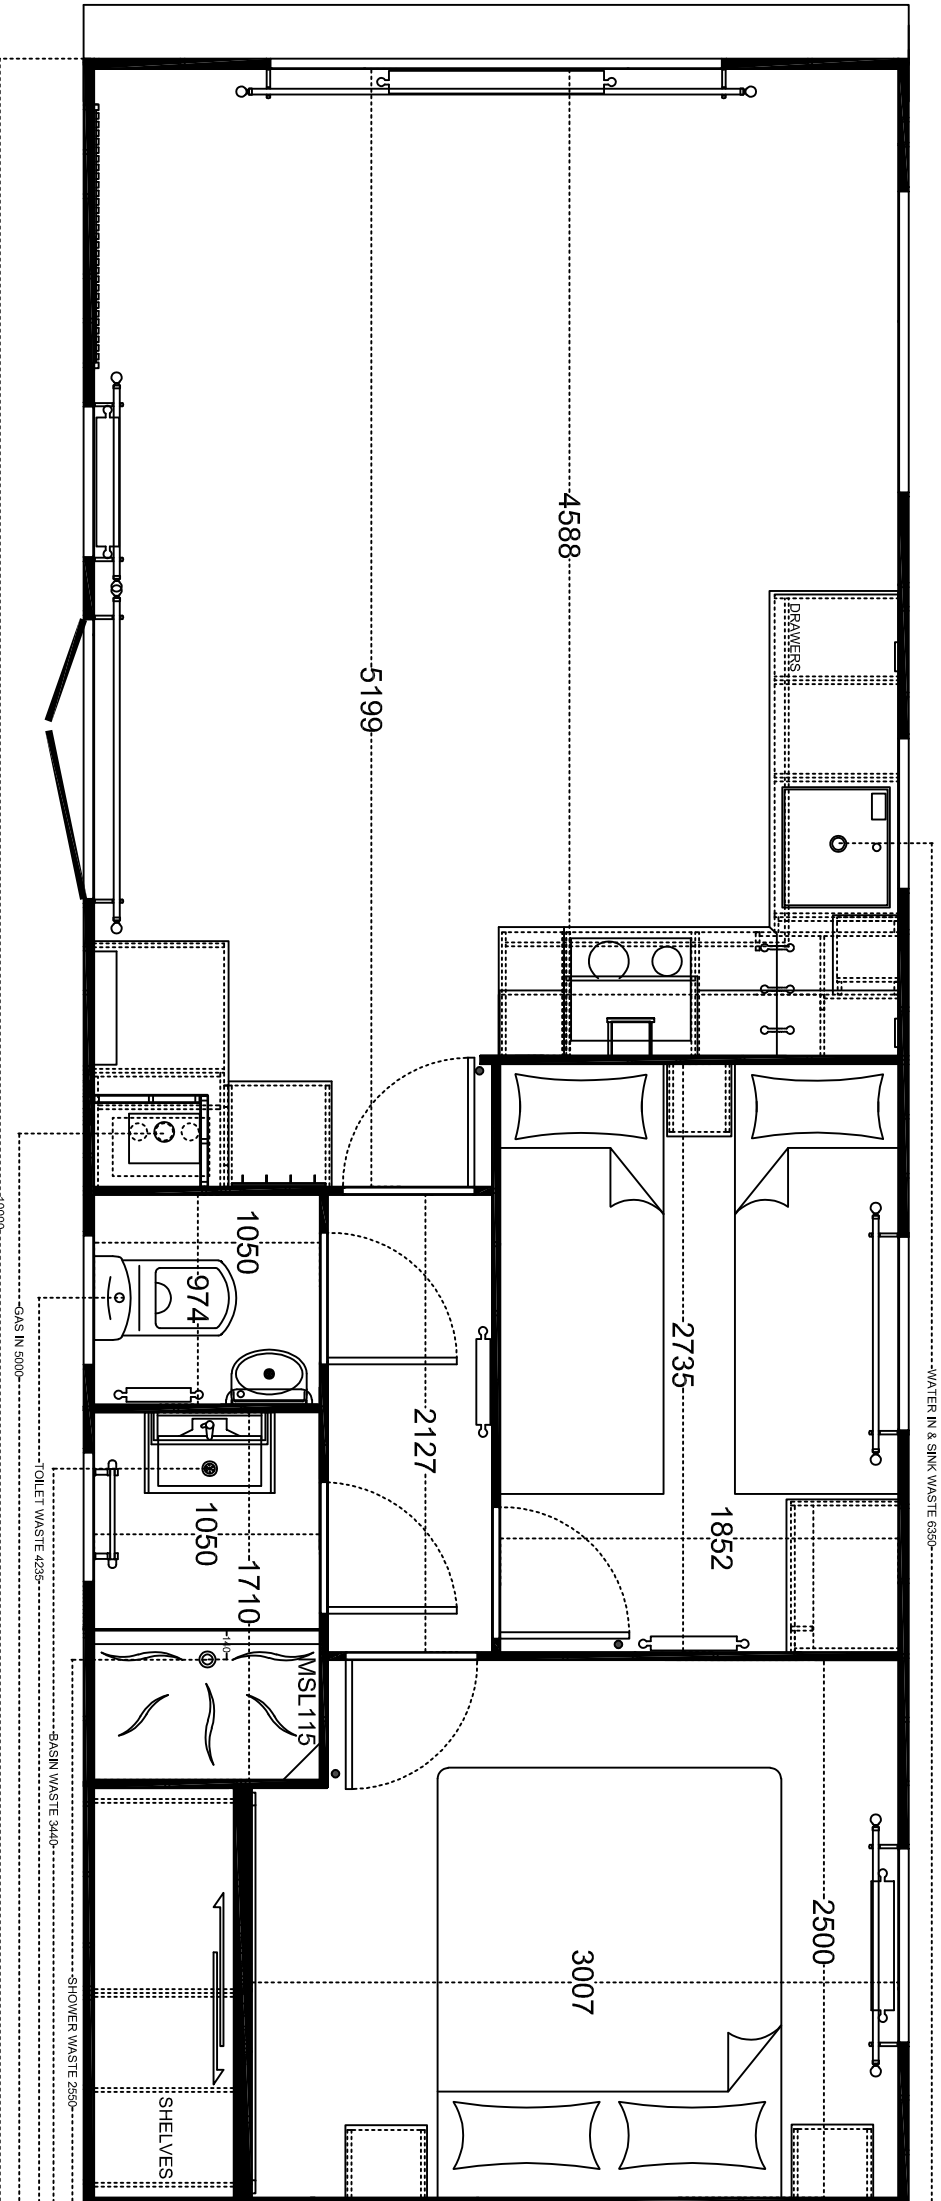 4588
5199
DRAWERS
WATER IN & SINK WASTE 6350
GAS IN 5000
TOILET WASTE 4235
BASIN WASTE 3440
SHOWER WASTE 2550
1050
974
2127
2735
1852
1050
1710
140
MSL115
2500
3007
SHELVES